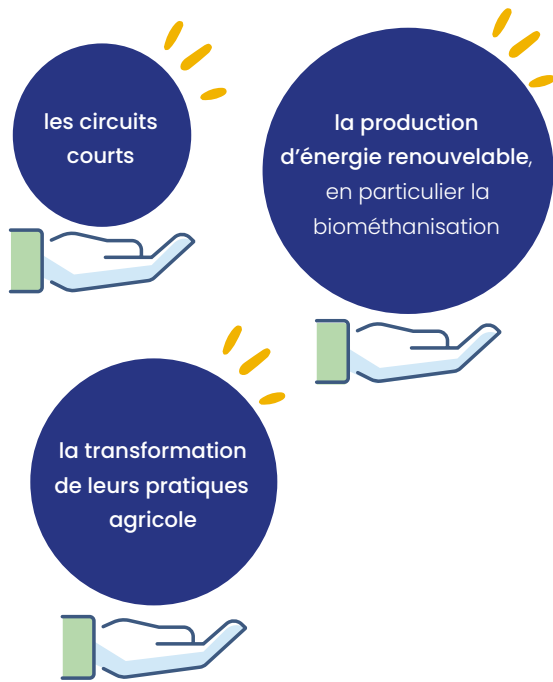 les circuits
courts
la production
d’énergie renouvelable,
en particulier la
biométhanisation
la transformation
de leurs pratiques
agricole